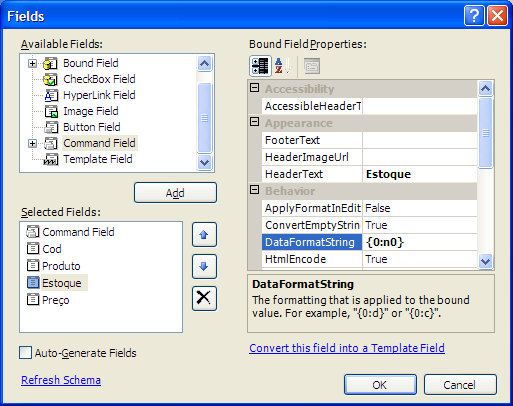 Fields
Available Fields:
Bound Field
CheckBox Field
HyperLink Field
Image Field
Button Field
Command Field
Template Field
Add
Selected Fields:
Command Field
Cod
Produto
Estoque
Preço
Auto-Generate Fields
Refresh Schema
Bound Field Properties:
Accessibility
AccessibleHeaderT
Appearance
FooterText
HeaderImageUrl
HeaderText Estoque
Behavior
ApplyFormatInEdit False
ConvertEmptyStrin True
DataFormatString {0:n0}
HtmlEncode True
DataFormatString
The formatting that is applied to the bound
value. For example, "{0:d}" or "{0:c}".
Convert this field into a Template Field
OK
Cancel